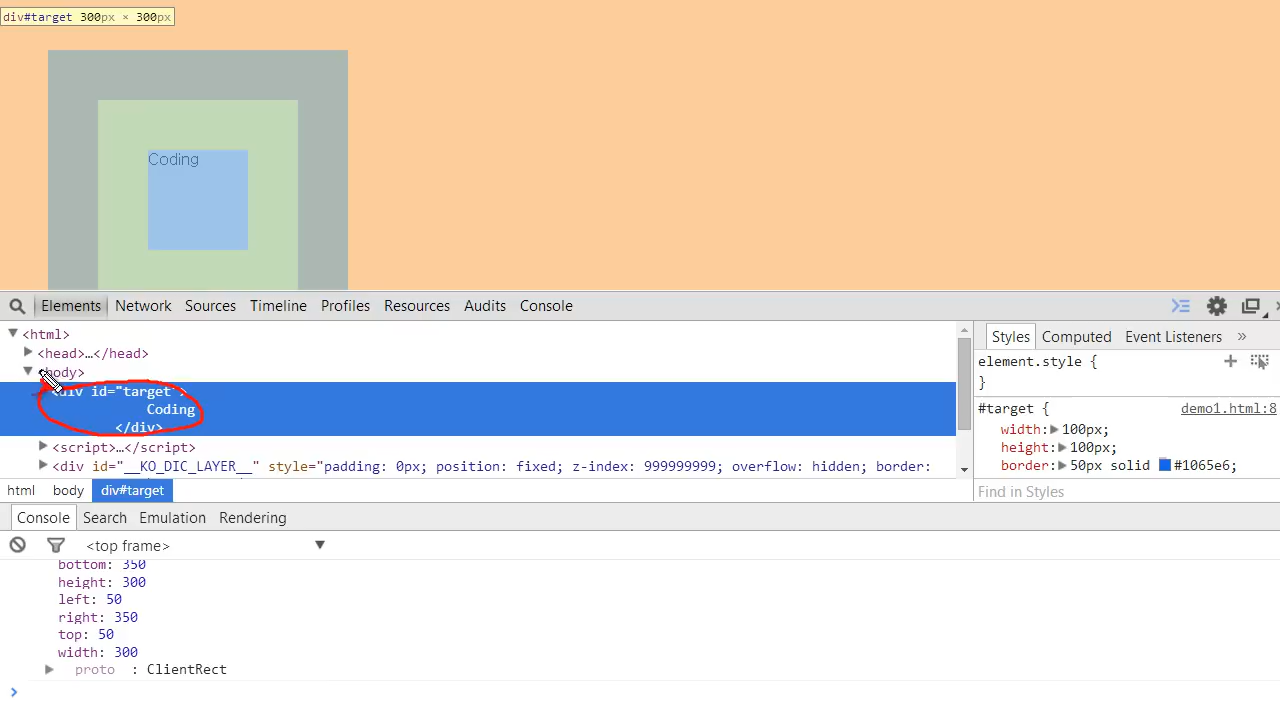 div#target 300px × 300px
Coding
Elements Network Sources Timeline Profiles Resources Audits Console
<html>
<head>…</head>
<body>
<div id="target">
Coding
</div>
<script>…</script>
<div id="__KO_DIC_LAYER__" style="padding: 0px; position: fixed; z-index: 999999999; overflow: hidden; border:
html body div#target
Styles Computed Event Listeners »
element.style {
}
#target { demo1.html:8
width: 100px;
height: 100px;
border: 50px solid #1065e6;
Find in Styles
Console Search Emulation Rendering
<top frame>
bottom: 350
height: 300
left: 50
right: 350
top: 50
width: 300
proto : ClientRect